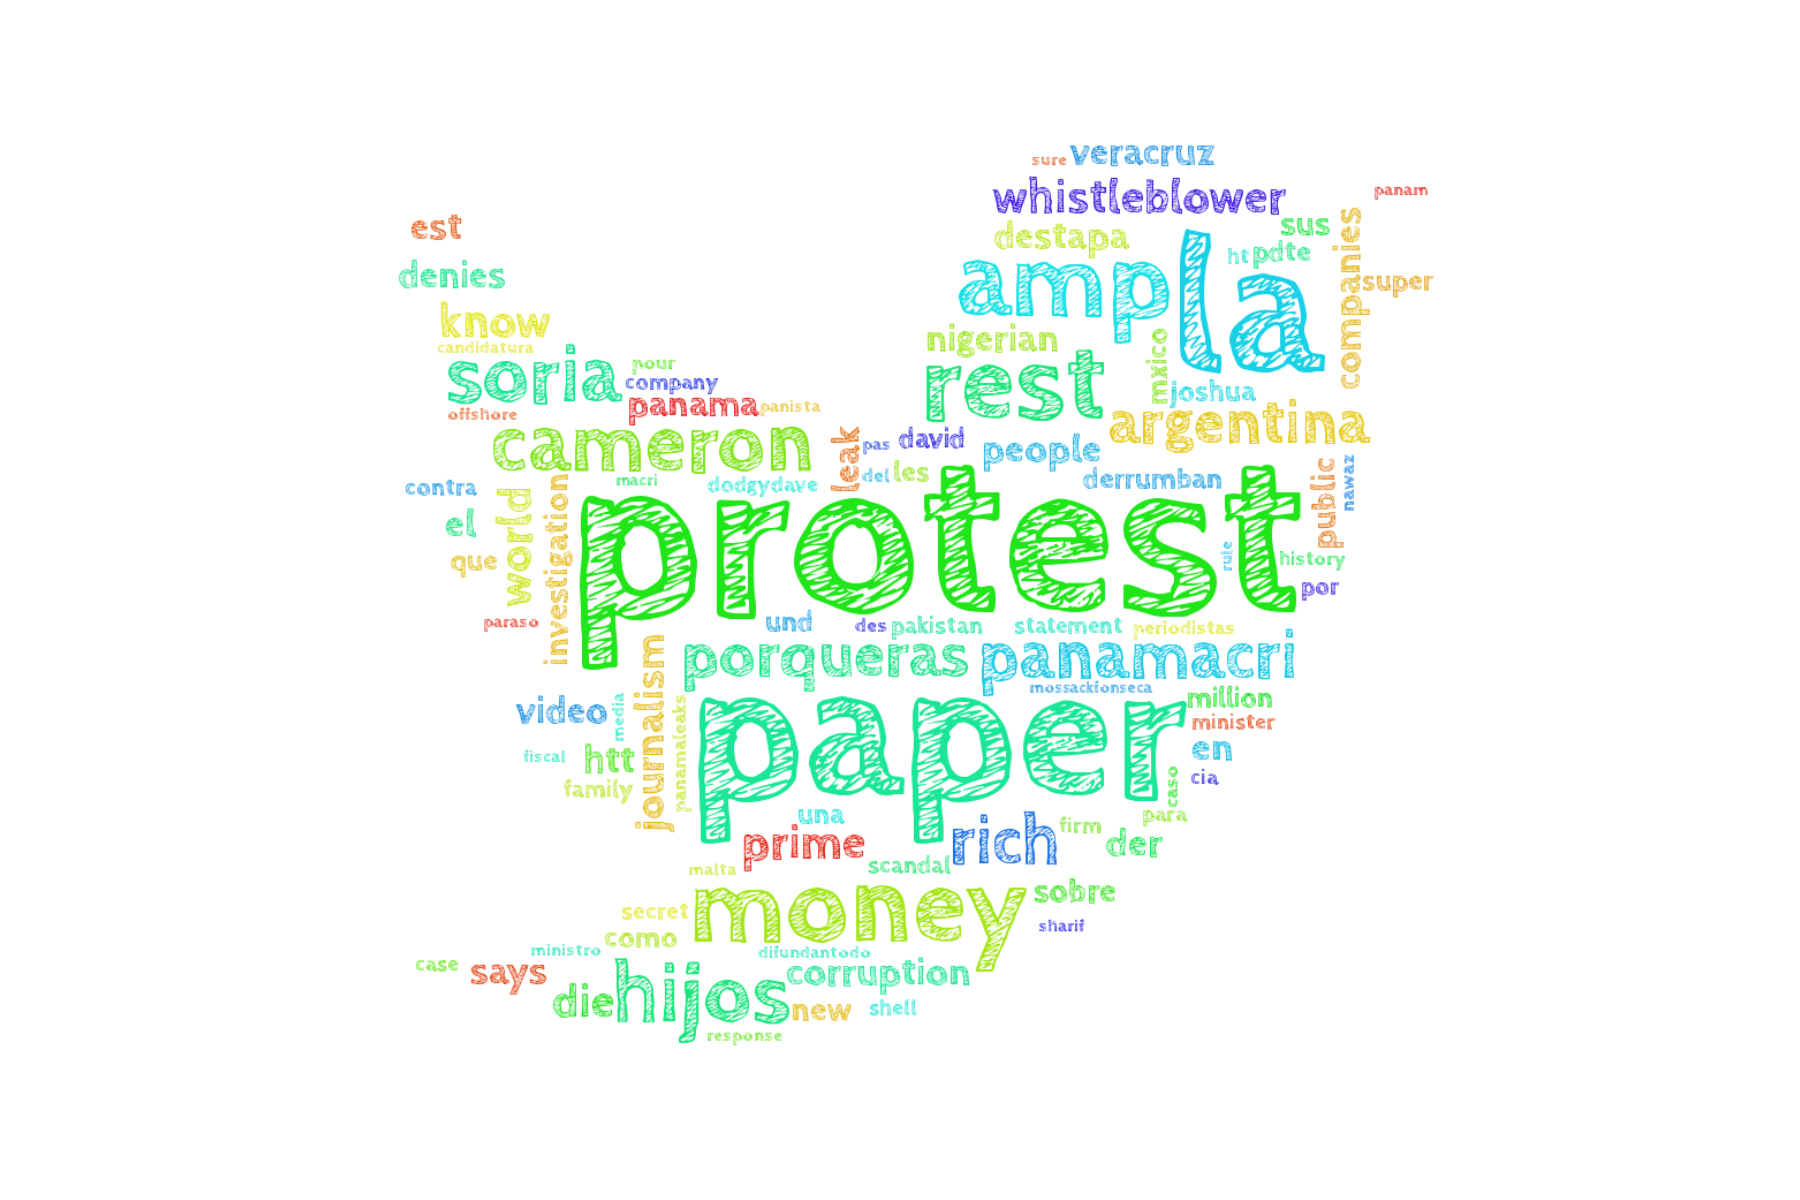 sure veracruz
whistleblower
panam
est
destapa
sus
ht pdte
companies
denies
amp
la
super
know
candidatura
nigerian
mxico
soria
pour
company
rest
joshua
offshore
panama panista
argentina
cameron
leak
pas david
people
macri
dodgydave
del les
derrumban
contra
world
investigation
public
nawaz
el
protest
que
rule
history
por
paraso
und
des pakistan
statement
periodistas
journalism
porqueras
panamacri
mossackfonseca
video
media
panamaleaks
paper
million
minister
fiscal
htt
en
family
caso
cia
una
para
prime
rich
firm
der
malta
scandal
money
sobre
secret
como
sharif
ministro
difundantodo
case
says
hijos
corruption
die
new
shell
response